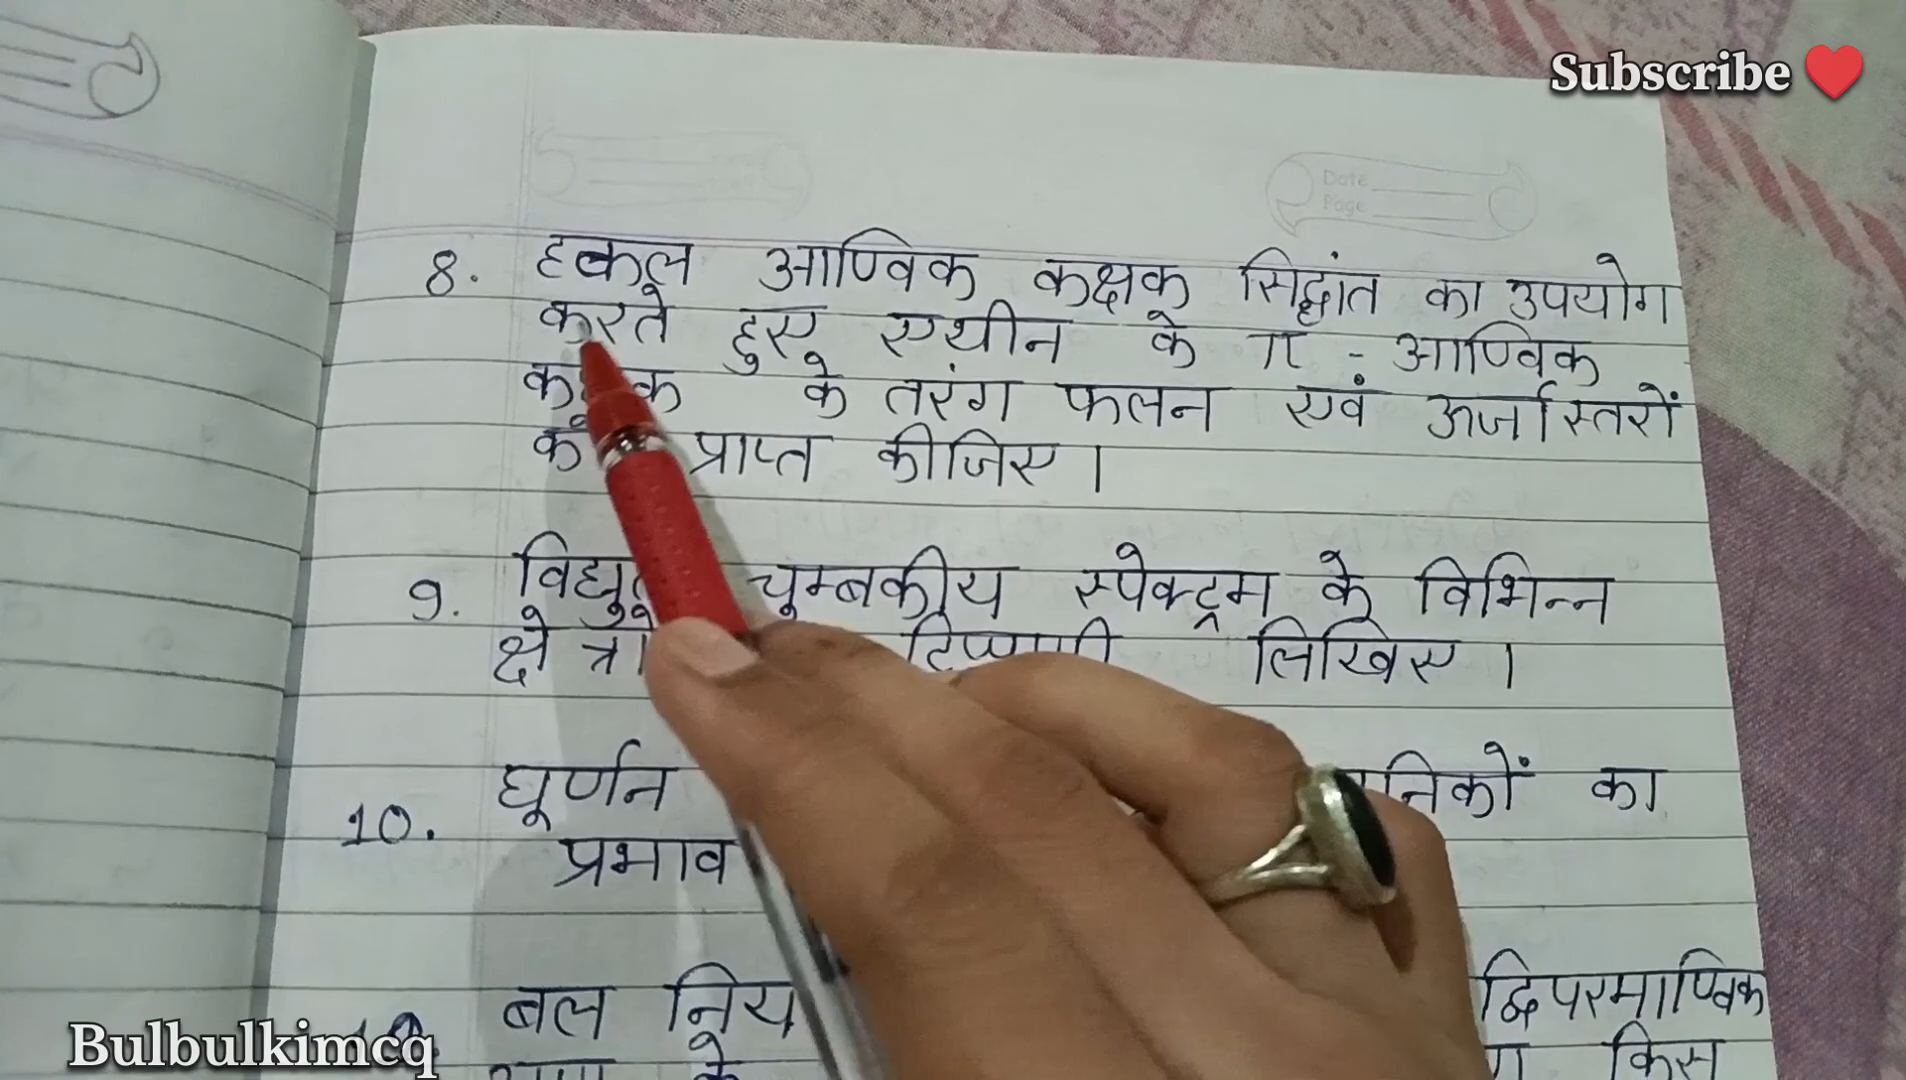 Subscribe
Date
Page
8. हकल आण्विक कक्षक सिद्धांत का उपयोग
करते हुए एथीन के π - आण्विक
के तरंग फलन एवं ऊर्जा स्तरों
प्राप्त कीजिए।
9. चुम्बकीय स्पेक्ट्रम के विभिन्न
लिखिए।
10. घूर्णन का
प्रभाव
बल द्विपरमाण्विक
किस
Bulbulkimcq